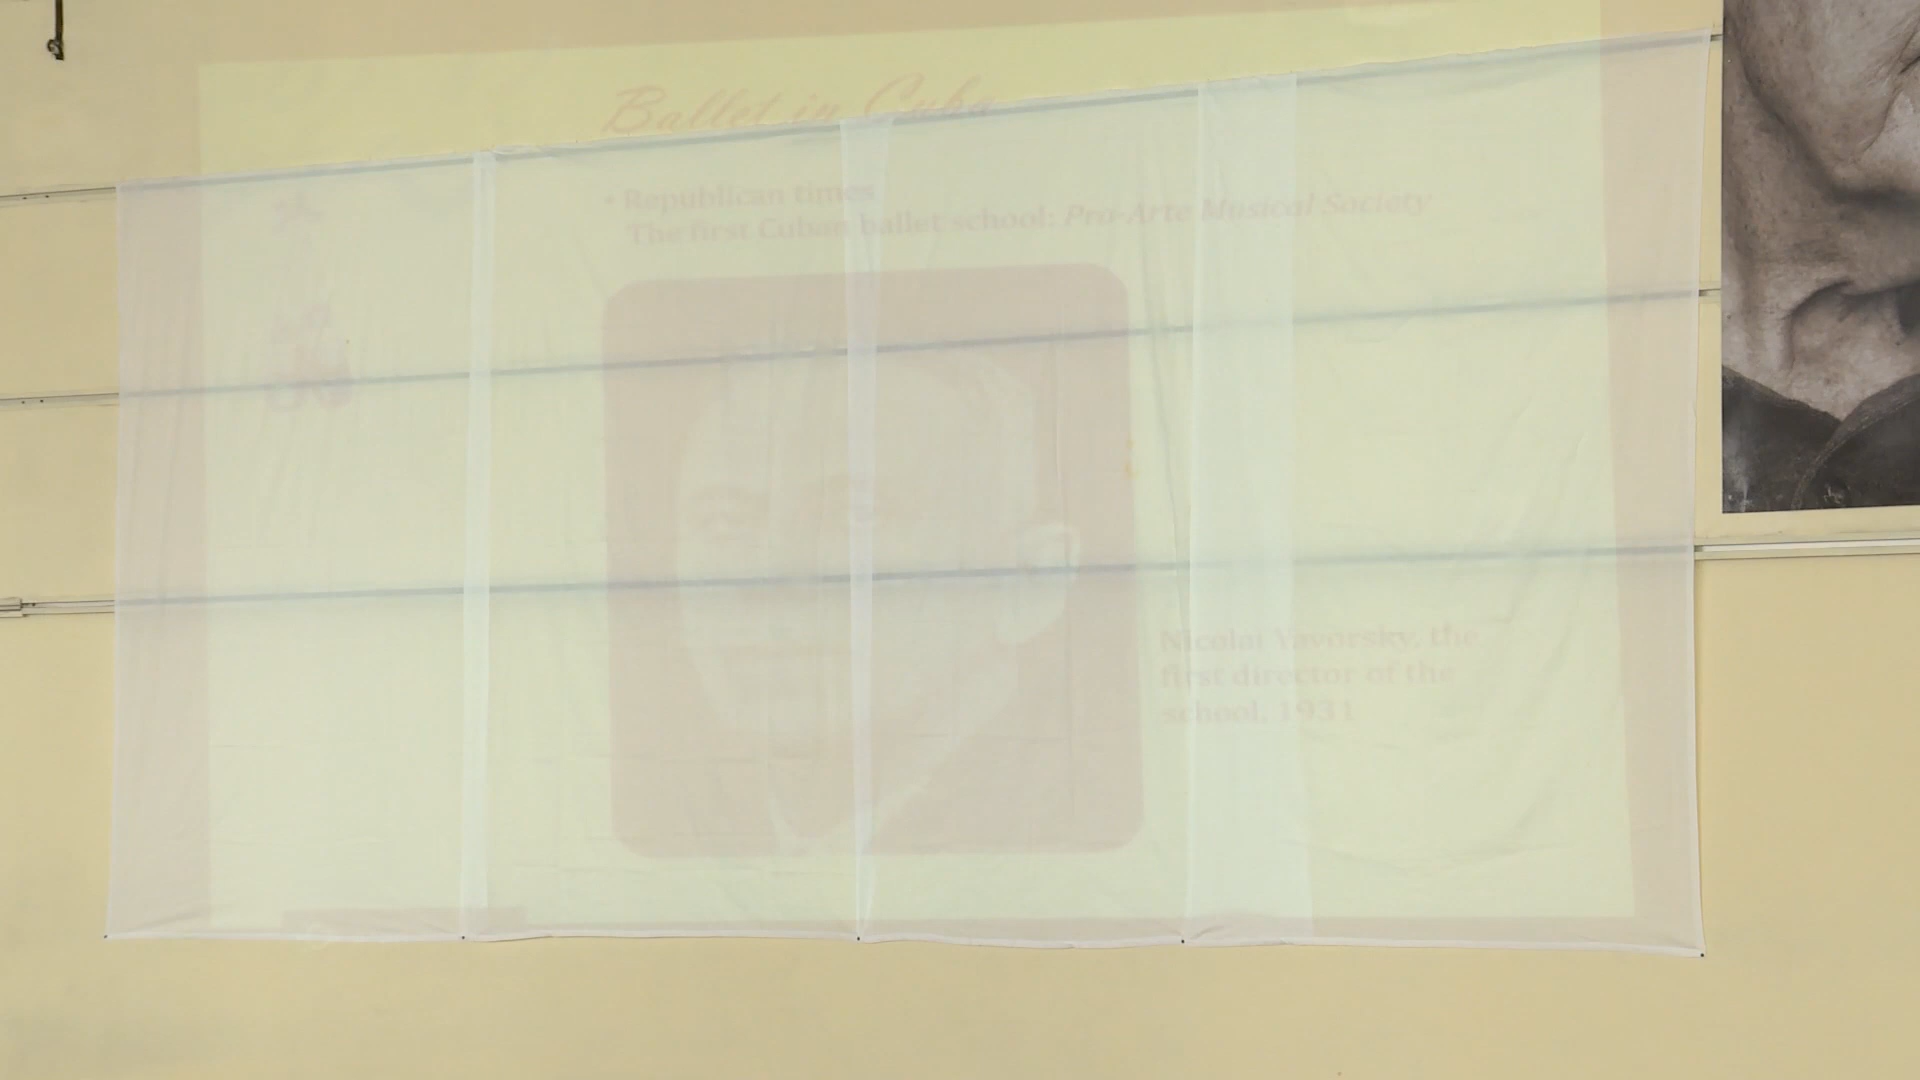 Ballet in Cuba
• Republican times
The first Cuban ballet school: Pro-Arte Musical Society
Nicolai Yavorsky, the
first director of the
school, 1931